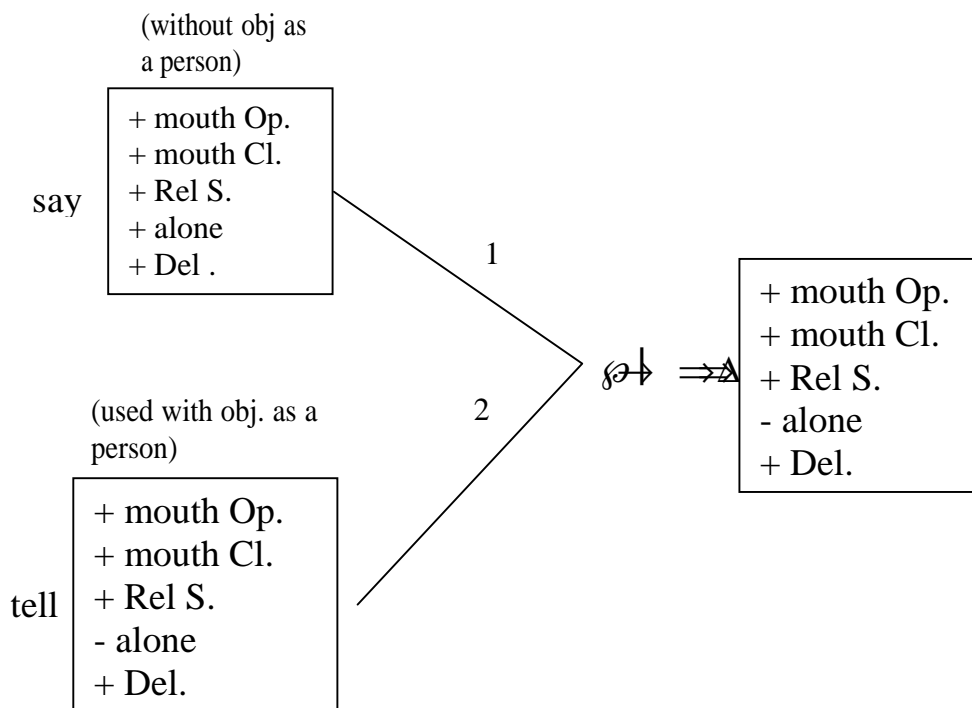 (without obj as
a person)
+ mouth Op.
+ mouth Cl.
+ Rel S.
+ alone
+ Del .
say
1
+ mouth Op.
+ mouth Cl.
+ Rel S.
- alone
+ Del.
2
(used with obj. as a
person)
+ mouth Op.
+ mouth Cl.
+ Rel S.
- alone
+ Del.
tell